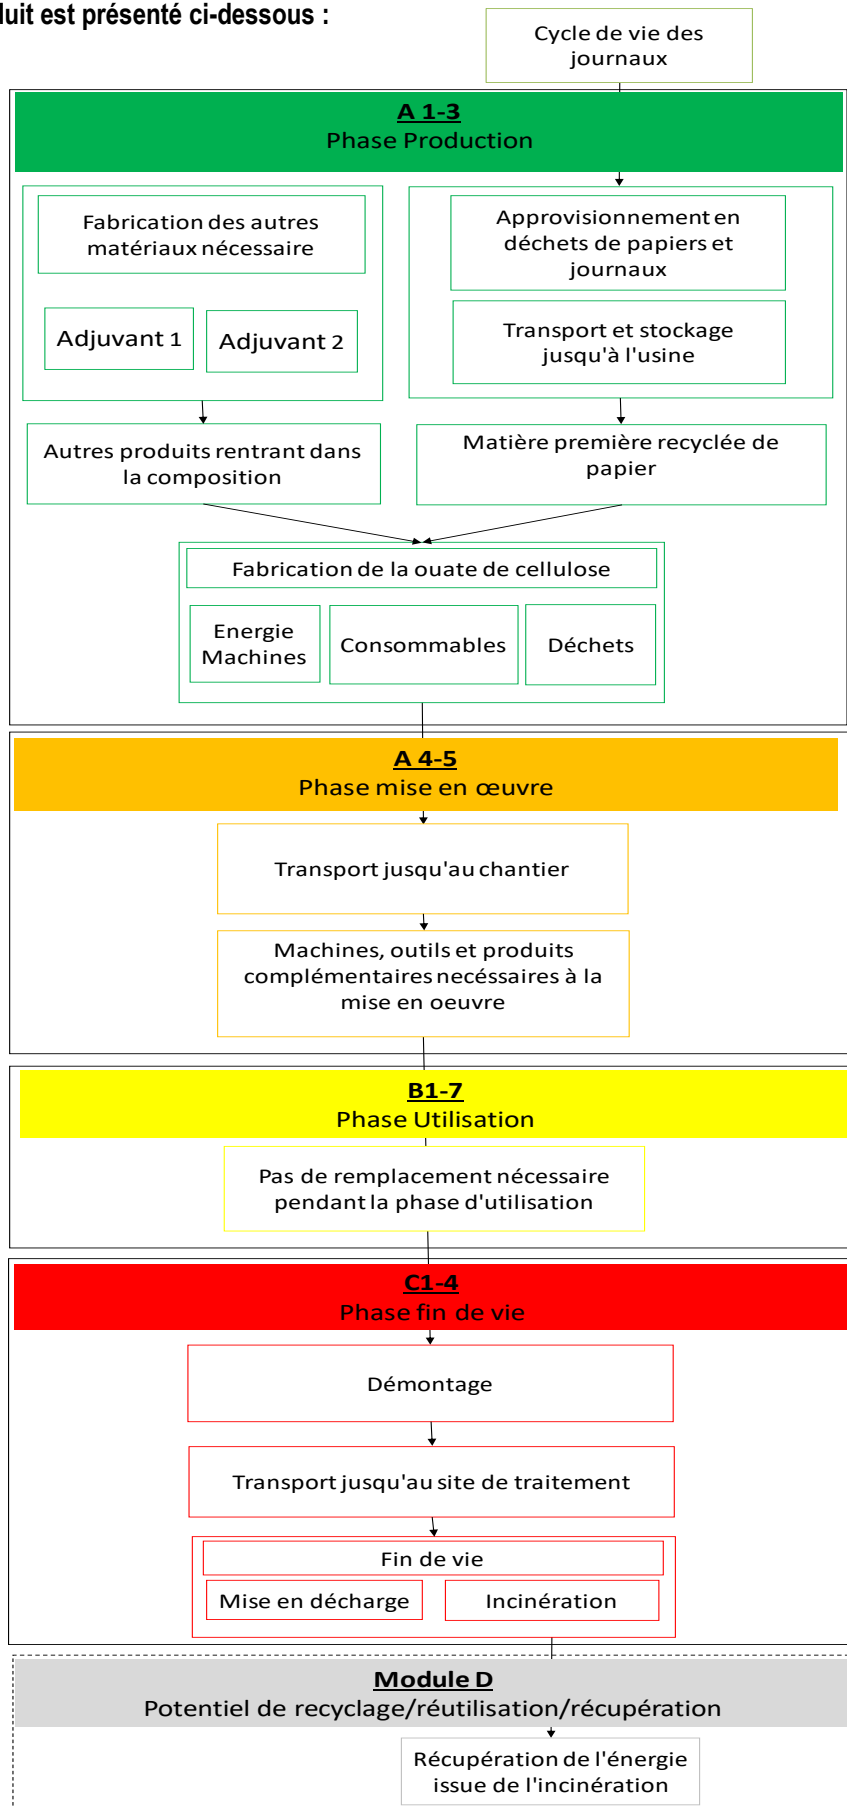 duit est présenté ci-dessous :
Cycle de vie des
journaux
A 1-3
Phase Production
Fabrication des autres
matériaux nécessaire
Adjuvant 1
Adjuvant 2
Approvisionnement en
déchets de papiers et
journaux
Transport et stockage
jusqu'à l'usine
Autres produits rentrant dans
la composition
Matière première recyclée de
papier
Fabrication de la ouate de cellulose
Energie
Machines
Consommables
Déchets
A 4-5
Phase mise en œuvre
Transport jusqu'au chantier
Machines, outils et produits
complémentaires necéssaires à la
mise en oeuvre
B1-7
Phase Utilisation
Pas de remplacement nécessaire
pendant la phase d'utilisation
C1-4
Phase fin de vie
Démontage
Transport jusqu'au site de traitement
Fin de vie
Mise en décharge
Incinération
Module D
Potentiel de recyclage/réutilisation/récupération
Récupération de l'énergie
issue de l'incinération